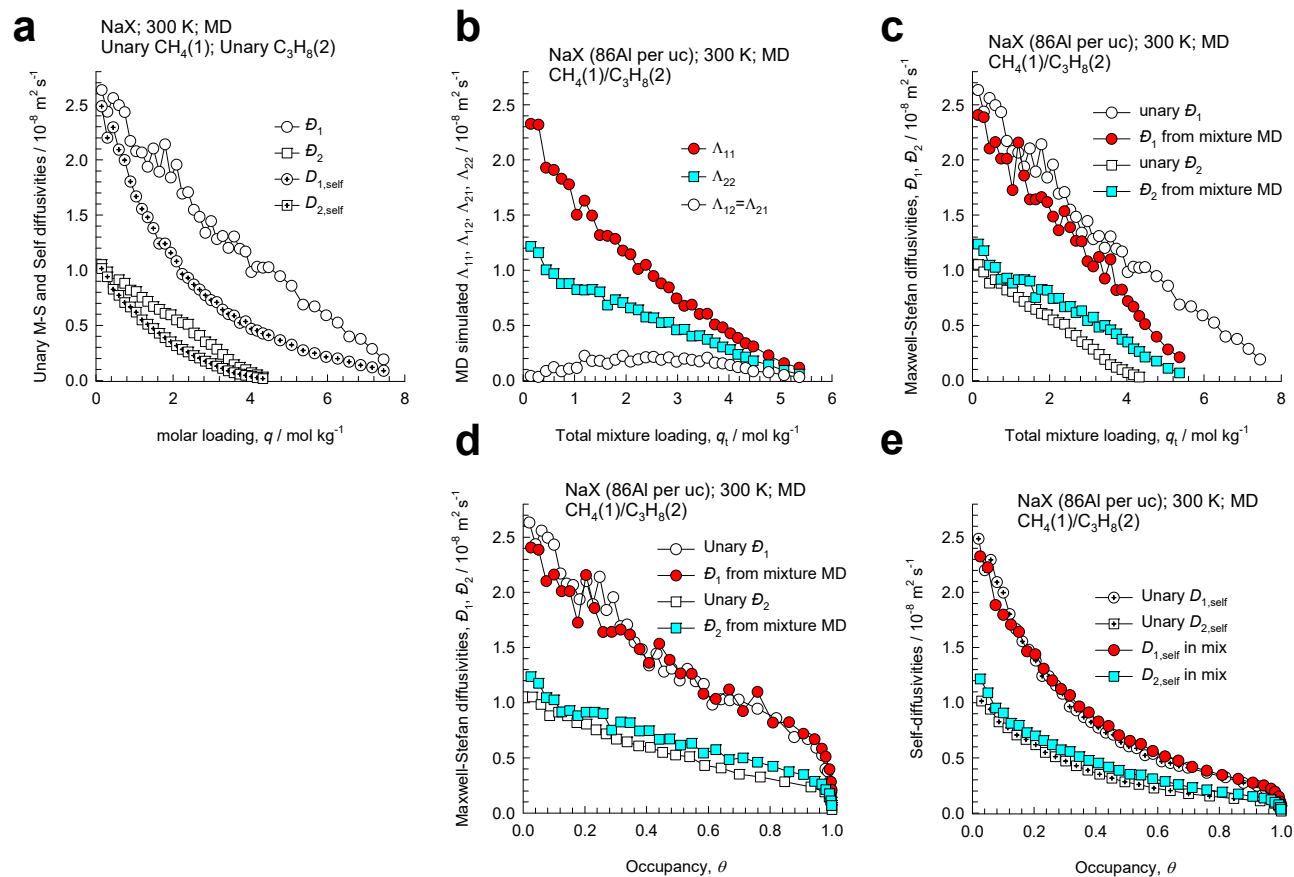 a
NaX; 300 K; MD
Unary CH₄(1); Unary C₃H₈(2)
Unary M-S and Self diffusivities / 10⁻⁸ m² s⁻¹
2.5
2.0
1.5
1.0
0.5
0.0
Đ₁
Đ₂
D₁,self
D₂,self
0 2 4 6 8
molar loading, q / mol kg⁻¹
b
NaX (86Al per uc); 300 K; MD
CH₄(1)/C₃H₈(2)
MD simulated Λ₁₁, Λ₁₂, Λ₂₁, Λ₂₂ / 10⁻⁸ m² s⁻¹
2.5
2.0
1.5
1.0
0.5
0.0
Λ₁₁
Λ₂₂
Λ₁₂=Λ₂₁
0 1 2 3 4 5 6
Total mixture loading, qₜ / mol kg⁻¹
c
NaX (86Al per uc); 300 K; MD
CH₄(1)/C₃H₈(2)
Maxwell-Stefan diffusivities, Đ₁, Đ₂ / 10⁻⁸ m² s⁻¹
2.5
2.0
1.5
1.0
0.5
0.0
unary Đ₁
Đ₁ from mixture MD
unary Đ₂
Đ₂ from mixture MD
0 2 4 6 8
Total mixture loading, qₜ / mol kg⁻¹
d
NaX (86Al per uc); 300 K; MD
CH₄(1)/C₃H₈(2)
Maxwell-Stefan diffusivities, Đ₁, Đ₂ / 10⁻⁸ m² s⁻¹
2.5
2.0
1.5
1.0
0.5
0.0
Unary Đ₁
Đ₁ from mixture MD
Unary Đ₂
Đ₂ from mixture MD
0.0 0.2 0.4 0.6 0.8 1.0
Occupancy, θ
e
NaX (86Al per uc); 300 K; MD
CH₄(1)/C₃H₈(2)
Self-diffusivities / 10⁻⁸ m² s⁻¹
2.5
2.0
1.5
1.0
0.5
0.0
Unary D₁,self
Unary D₂,self
D₁,self in mix
D₂,self in mix
0.0 0.2 0.4 0.6 0.8 1.0
Occupancy, θ